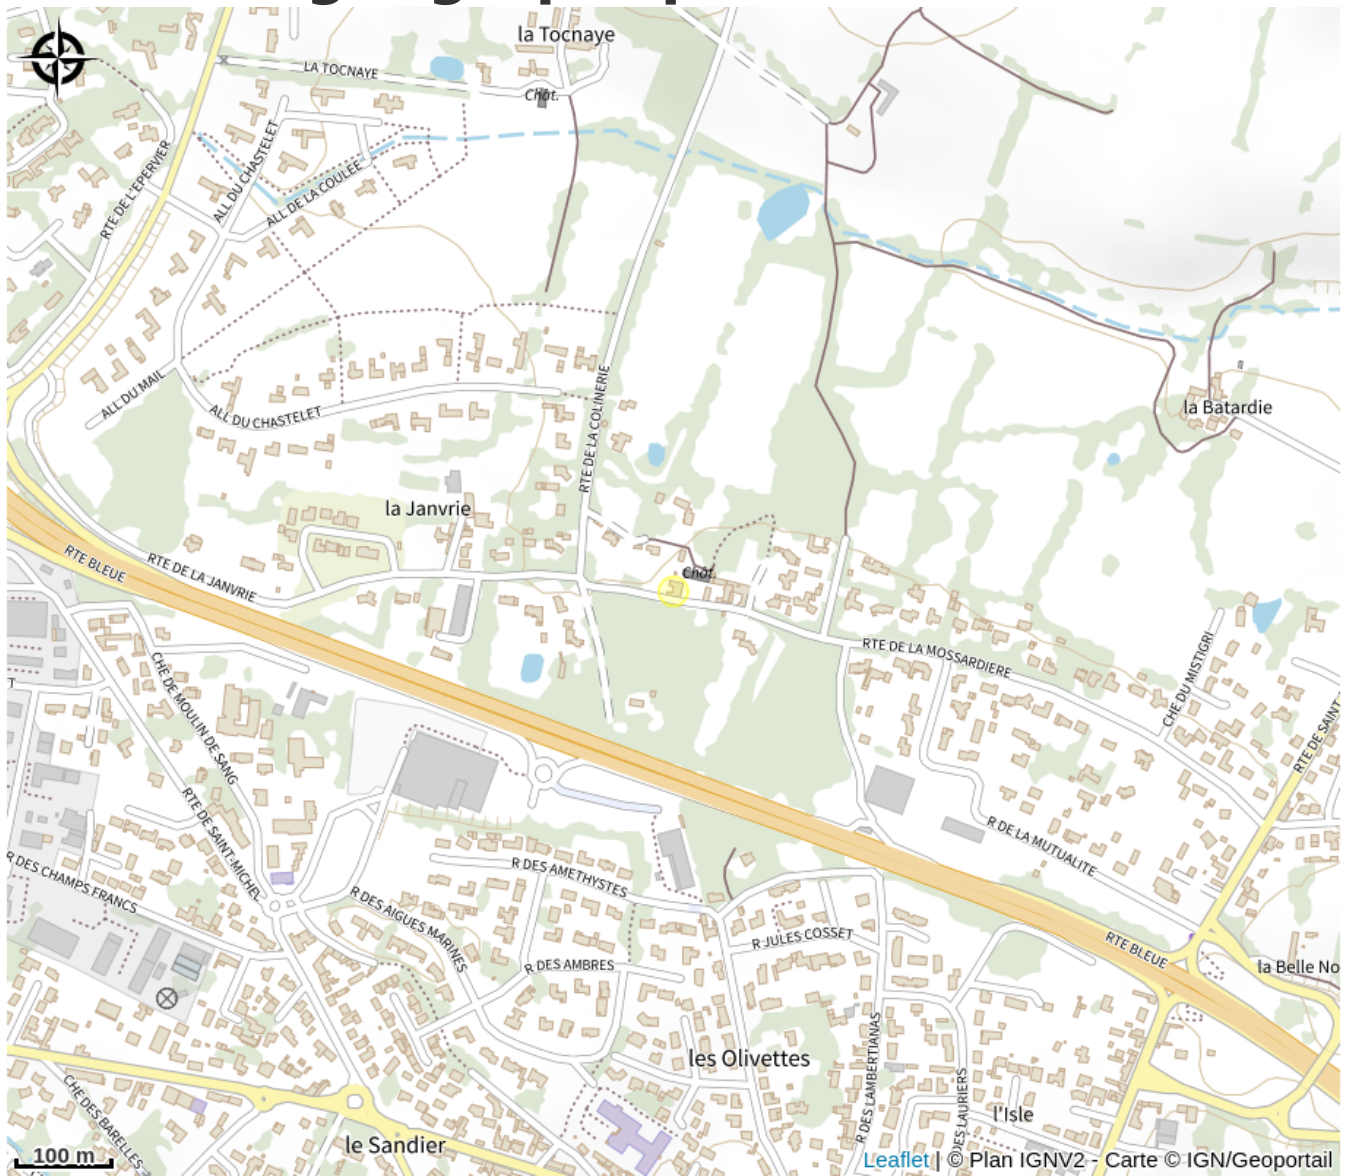 la Tocnaye
LA TOCNAYE
Chât.
RTE DE L'EPERVIER
ALL DU CHASTELET
ALL DE LA COULEE
ALL DU MAIL
ALL DU CHASTELET
RTE DE LA COLINERIE
la Batardie
la Janvrie
RTE BLEUE
RTE DE LA JANVRIE
Chât.
RTE DE LA MOSSARDIERE
CHE DU MISTIGRI
RTE DE SAINT-
CHE DE MOULIN DE SANG
RTE DE SAINT-MICHEL
R DE LA MUTUALITE
R DES CHAMPS FRANCS
R DES AMETHYSTES
R DES AIGUES MARINES
R JULES COSSET
R DES AMBRES
RTE BLEUE
la Belle No
les Olivettes
R DES LAMBERTIANAS
DES LAURIERS
l'Isle
CHE DES BARELLES
le Sandier
100 m
Leaflet | © Plan IGNV2 - Carte © IGN/Geoportail